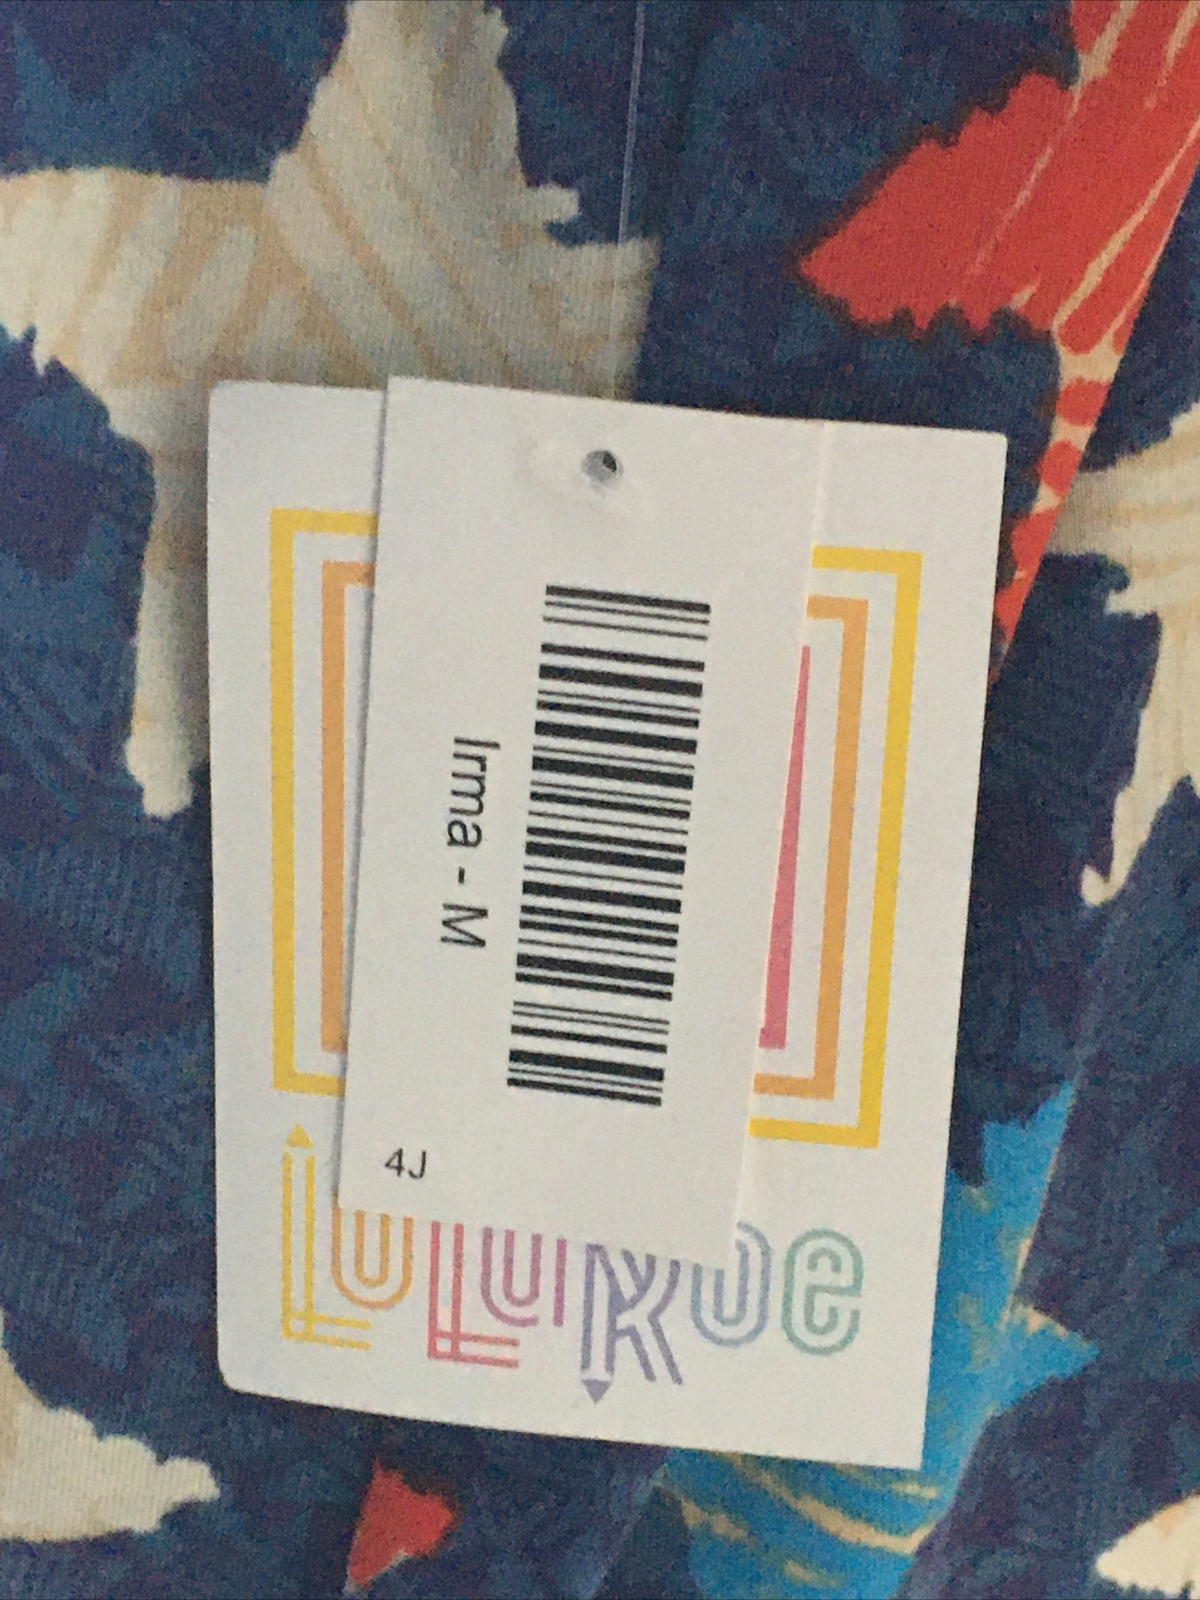 Irma - M
4J
LuLaRoe